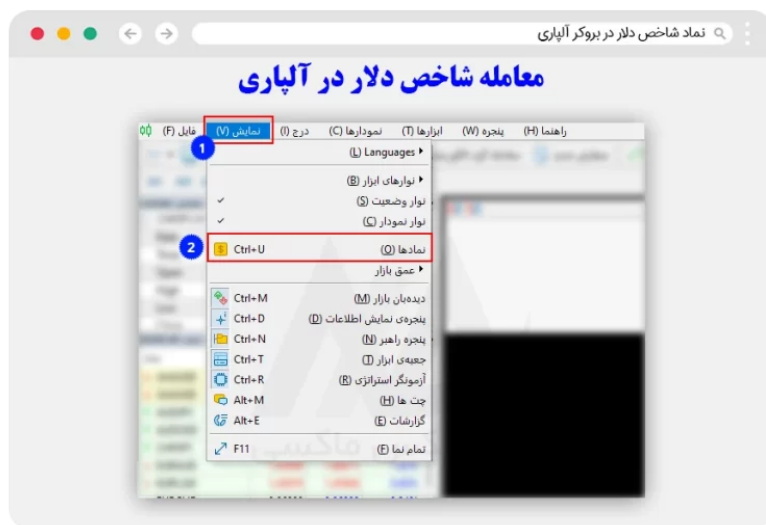 نماد شاخص دلار در بروکر آلپاری
معامله شاخص دلار در آلپاری
فایل (F) نمایش (V) درج (I) نمودارها (C) ابزارها (T) پنجره (W) راهنما (H)
1
Languages (L)
نوارهای ابزار (B)
نوار وضعیت (S)
نوار نمودار (C)
2
نمادها (O) Ctrl+U
عمق بازار
دیده‌بان بازار (M) Ctrl+M
پنجره‌ی نمایش اطلاعات (D) Ctrl+D
پنجره راهبر (N) Ctrl+N
جعبه‌ی ابزار (T) Ctrl+T
آزمونگر استراتژی (R) Ctrl+R
چت ها (H) Alt+M
گزارشات (E) Alt+E
تمام نما (F) F11